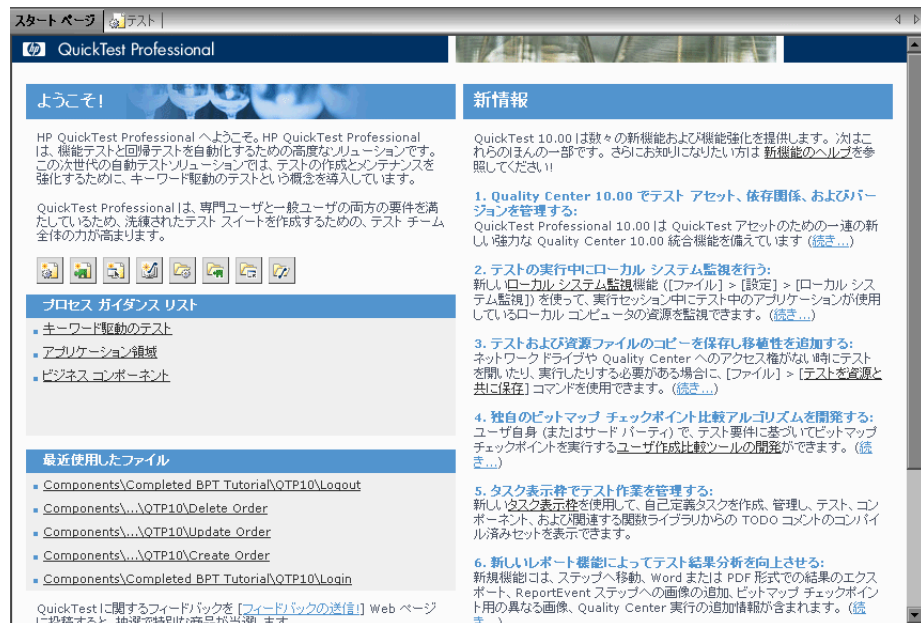 スタート ページ
テスト
QuickTest Professional
ようこそ!
HP QuickTest Professional へようこそ。HP QuickTest Professional
は、機能テストと回帰テストを自動化するための高度なソリューションです。
この次世代の自動テストソリューションでは、テストの作成とメンテナンスを
強化するために、キーワード駆動のテストという概念を導入しています。
QuickTest Professional は、専門ユーザと一般ユーザの両方の要件を満
たしているため、洗練されたテスト スイートを作成するための、テスト チーム
全体の力が高まります。
プロセス ガイダンス リスト
キーワード駆動のテスト
アプリケーション領域
ビジネス コンポーネント
最近使用したファイル
Components\Completed BPT Tutorial\QTP10\Logout
Components\...\QTP10\Delete Order
Components\...\QTP10\Update Order
Components\...\QTP10\Create Order
Components\Completed BPT Tutorial\QTP10\Login
QuickTest に関するフィードバックを [フィードバックの送信!] Web ページ
に投稿すると、抽選で特別な商品が当選します
新情報
QuickTest 10.00 は数々の新機能および機能強化を提供します。次はこ
れらのほんの一部です。さらにお知りになりたい方は 新機能のヘルプを参
照してください!
1. Quality Center 10.00 でテスト アセット、依存関係、およびバー
ジョンを管理する:
QuickTest Professional 10.00 は QuickTest アセットのための一連の新
しい強力な Quality Center 10.00 統合機能を備えています (続き...)
2. テストの実行中にローカル システム監視を行う:
新しいローカル システム監視機能 ([ファイル] > [設定] > [ローカル シス
テム監視]) を使って、実行セッション中にテスト中のアプリケーションが使用
しているローカル コンピュータの資源を監視できます。(続き...)
3. テストおよび資源ファイルのコピーを保存し移植性を追加する:
ネットワーク ドライブや Quality Center へのアクセス権がない時にテスト
を開いたり、実行したりする必要がある場合に、[ファイル] > [テストを資源と
共に保存] コマンドを使用できます。(続き...)
4. 独自のビットマップ チェックポイント比較アルゴリズムを開発する:
ユーザ自身 (またはサード パーティ) で、テスト要件に基づいてビットマップ
チェックポイントを実行するユーザ作成比較ツールの開発ができます。(続
き...)
5. タスク表示枠でテスト作業を管理する:
新しいタスク表示枠を使用して、自己定義タスクを作成、管理し、テスト、コン
ポーネント、および関連する関数ライブラリからの TODO コメントのコンパイ
ル済みセットを表示できます。
6. 新しいレポート機能によってテスト結果分析を向上させる:
新規機能には、ステップへ移動、Word または PDF 形式での結果のエクス
ポート、ReportEvent ステップへの画像の追加、ビットマップ チェックポイン
ト用の異なる画像、Quality Center 実行の追加情報が含まれます。(続
き...)